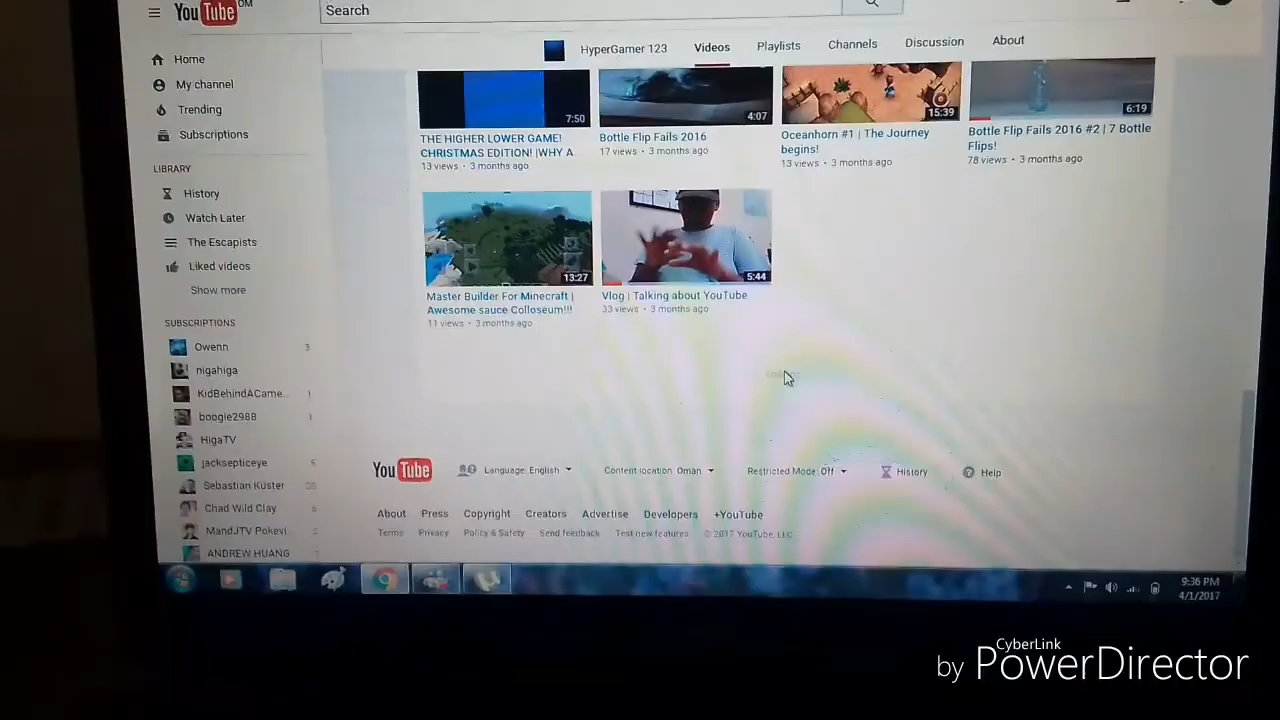 YouTube OM
Search
HyperGamer 123 Videos Playlists Channels Discussion About
Home
My channel
Trending
Subscriptions
LIBRARY
History
Watch Later
The Escapists
Liked videos
Show more
SUBSCRIPTIONS
Owenn 3
nigahiga
KidBehindACame... 1
boogie2988 1
HigaTV
jacksepticeye
Sebastian Küster
Chad Wild Clay
MandJTV Pokevi...
ANDREW HUANG
7:50
THE HIGHER LOWER GAME!
CHRISTMAS EDITION! |WHY A
13 views • 3 months ago
4:07
Bottle Flip Fails 2016
17 views • 3 months ago
15:39
Oceanhorn #1 | The Journey
begins!
13 views • 3 months ago
6:19
Bottle Flip Fails 2016 #2 | 7 Bottle
Flips!
78 views • 3 months ago
13:27
Master Builder For Minecraft |
Awesome sauce Colloseum!!!
11 views • 3 months ago
5:44
Vlog | Talking about YouTube
33 views • 3 months ago
YouTube Language: English Content location: Oman Restricted Mode: Off History Help
About Press Copyright Creators Advertise Developers +YouTube
Terms Privacy Policy & Safety Send feedback Test new features © 2017 YouTube, LLC
9:36 PM
4/1/2017
CyberLink
by PowerDirector